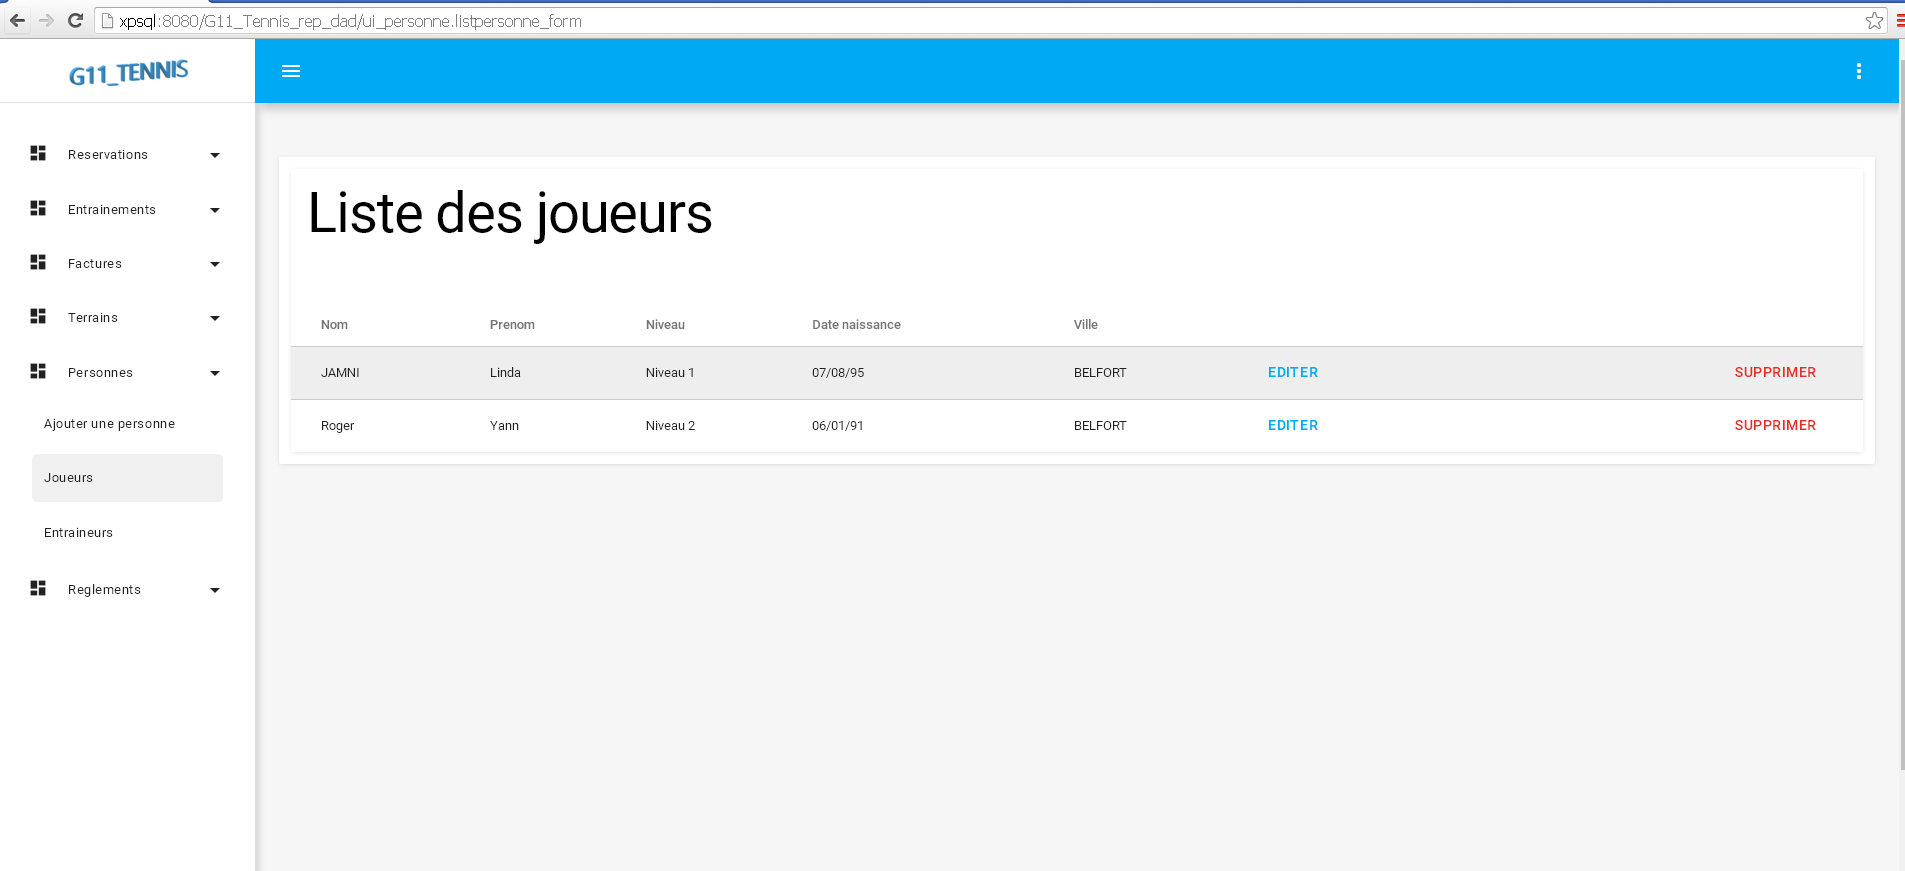 xpsql:8080/G11_Tennis_rep_dad/ui_personne.listpersonne_form
G11_TENNIS
Reservations
Entrainements
Factures
Terrains
Personnes
Ajouter une personne
Joueurs
Entraineurs
Reglements
Liste des joueurs
Nom Prenom Niveau Date naissance Ville
JAMNI Linda Niveau 1 07/08/95 BELFORT EDITER SUPPRIMER
Roger Yann Niveau 2 06/01/91 BELFORT EDITER SUPPRIMER